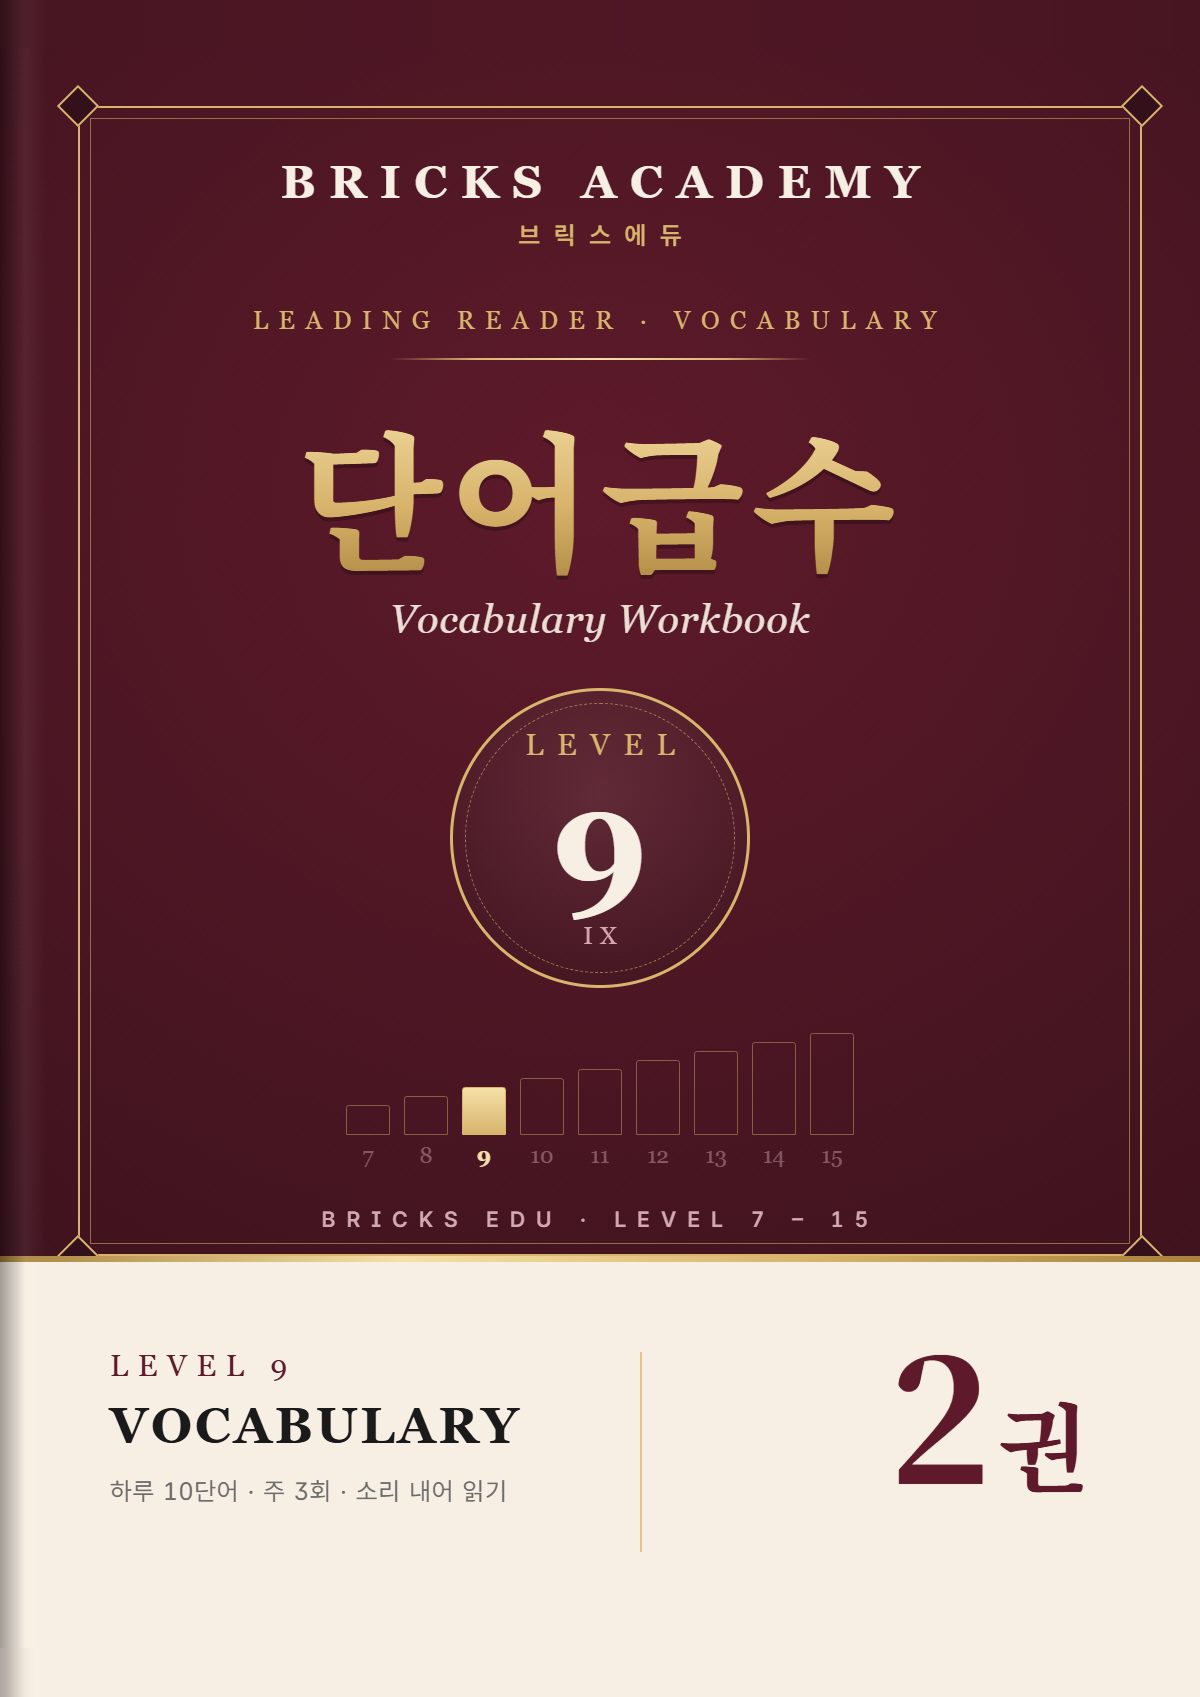 BRICKS ACADEMY
브릭스에듀
LEADING READER · VOCABULARY
단어급수
Vocabulary Workbook
LEVEL
9
IX
7 8 9 10 11 12 13 14 15
BRICKS EDU · LEVEL 7 – 15
LEVEL 9
VOCABULARY
하루 10단어 · 주 3회 · 소리 내어 읽기
2권